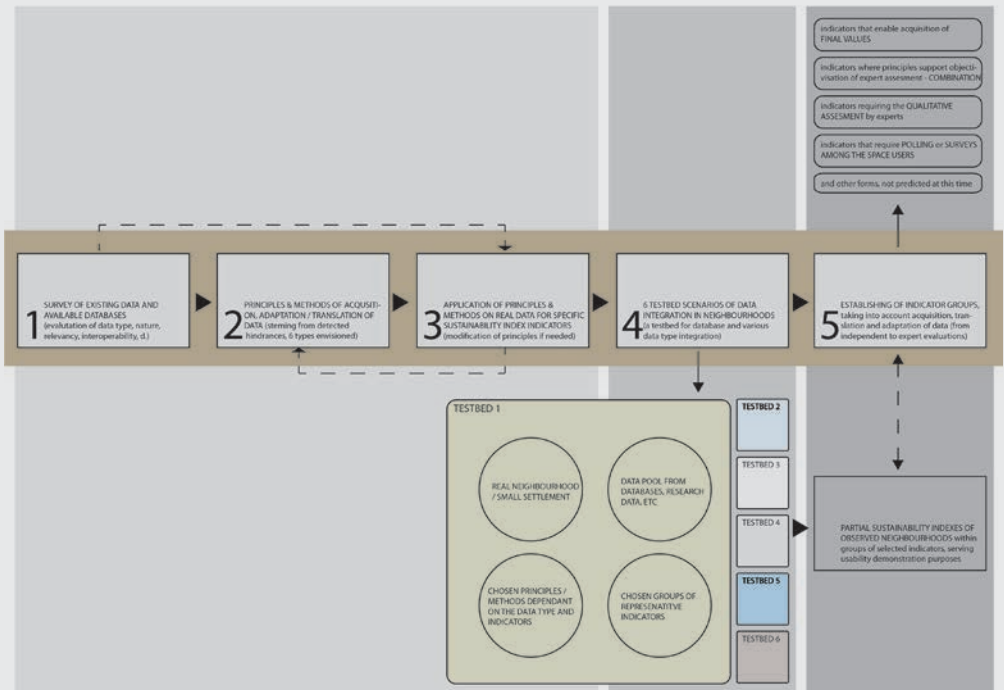 indicators that enable acquisition of
FINAL VALUES
indicators where principles support objecti-
visation of expert assesment - COMBINATION
indicators requiring the QUALITATIVE
ASSESMENT by experts
indicators that require POLLING or SURVEYS
AMONG THE SPACE USERS
and other forms, not predicted at this time
1
SURVEY OF EXISTING DATA AND
AVAILABLE DATABASES
(evalutation of data type, nature,
relevancy, interoperability, d.)
2
PRINCIPLES & METHODS OF ACQUSITI-
ON, ADAPTATION / TRANSLATION OF
DATA (steming from detected
hindrances, 6 types envisioned)
3
APPLICATION OF PRINCIPLES &
METHODS ON REAL DATA FOR SPECIFIC
SUSTAINABILITY INDEX INDICATORS
(modification of principles if needed)
4
6 TESTBED SCENARIOS OF DATA
INTEGRATION IN NEIGHBOURHOODS
(a testbed for database and various
data type integration)
5
ESTABLISHING OF INDICATOR GROUPS,
taking into account acquisition, tran-
slation and adaptation of data (from
independent to expert evaluations)
TESTBED 1
REAL NEIGHBOURHOOD
/ SMALL SETTLEMENT
DATA POOL FROM
DATABASES, RESEARCH
DATA, ETC
CHOSEN PRINCIPLES /
METHODS DEPENDANT
ON THE DATA TYPE AND
INDICATORS
CHOSEN GROUPS OF
REPRESENATITVE
INDICATORS
TESTBED 2
TESTBED 3
TESTBED 4
TESTBED 5
TESTBED 6
PARTIAL SUSTAINABILITY INDEXES OF
OBSERVED NEIGHBOURHOODS within
groups of selected indicators, serving
usability demonstration purposes